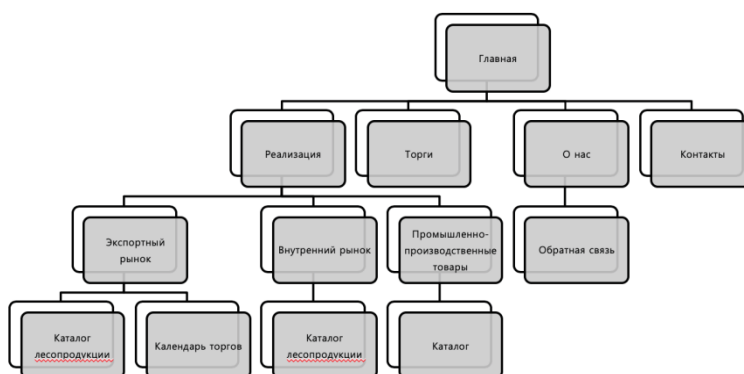 Главная
Реализация
Торги
О нас
Контакты
Экспортный
рынок
Внутренний рынок
Промышленно-
производственные
товары
Обратная связь
Каталог
лесопродукции
Календарь торгов
Каталог
лесопродукции
Каталог